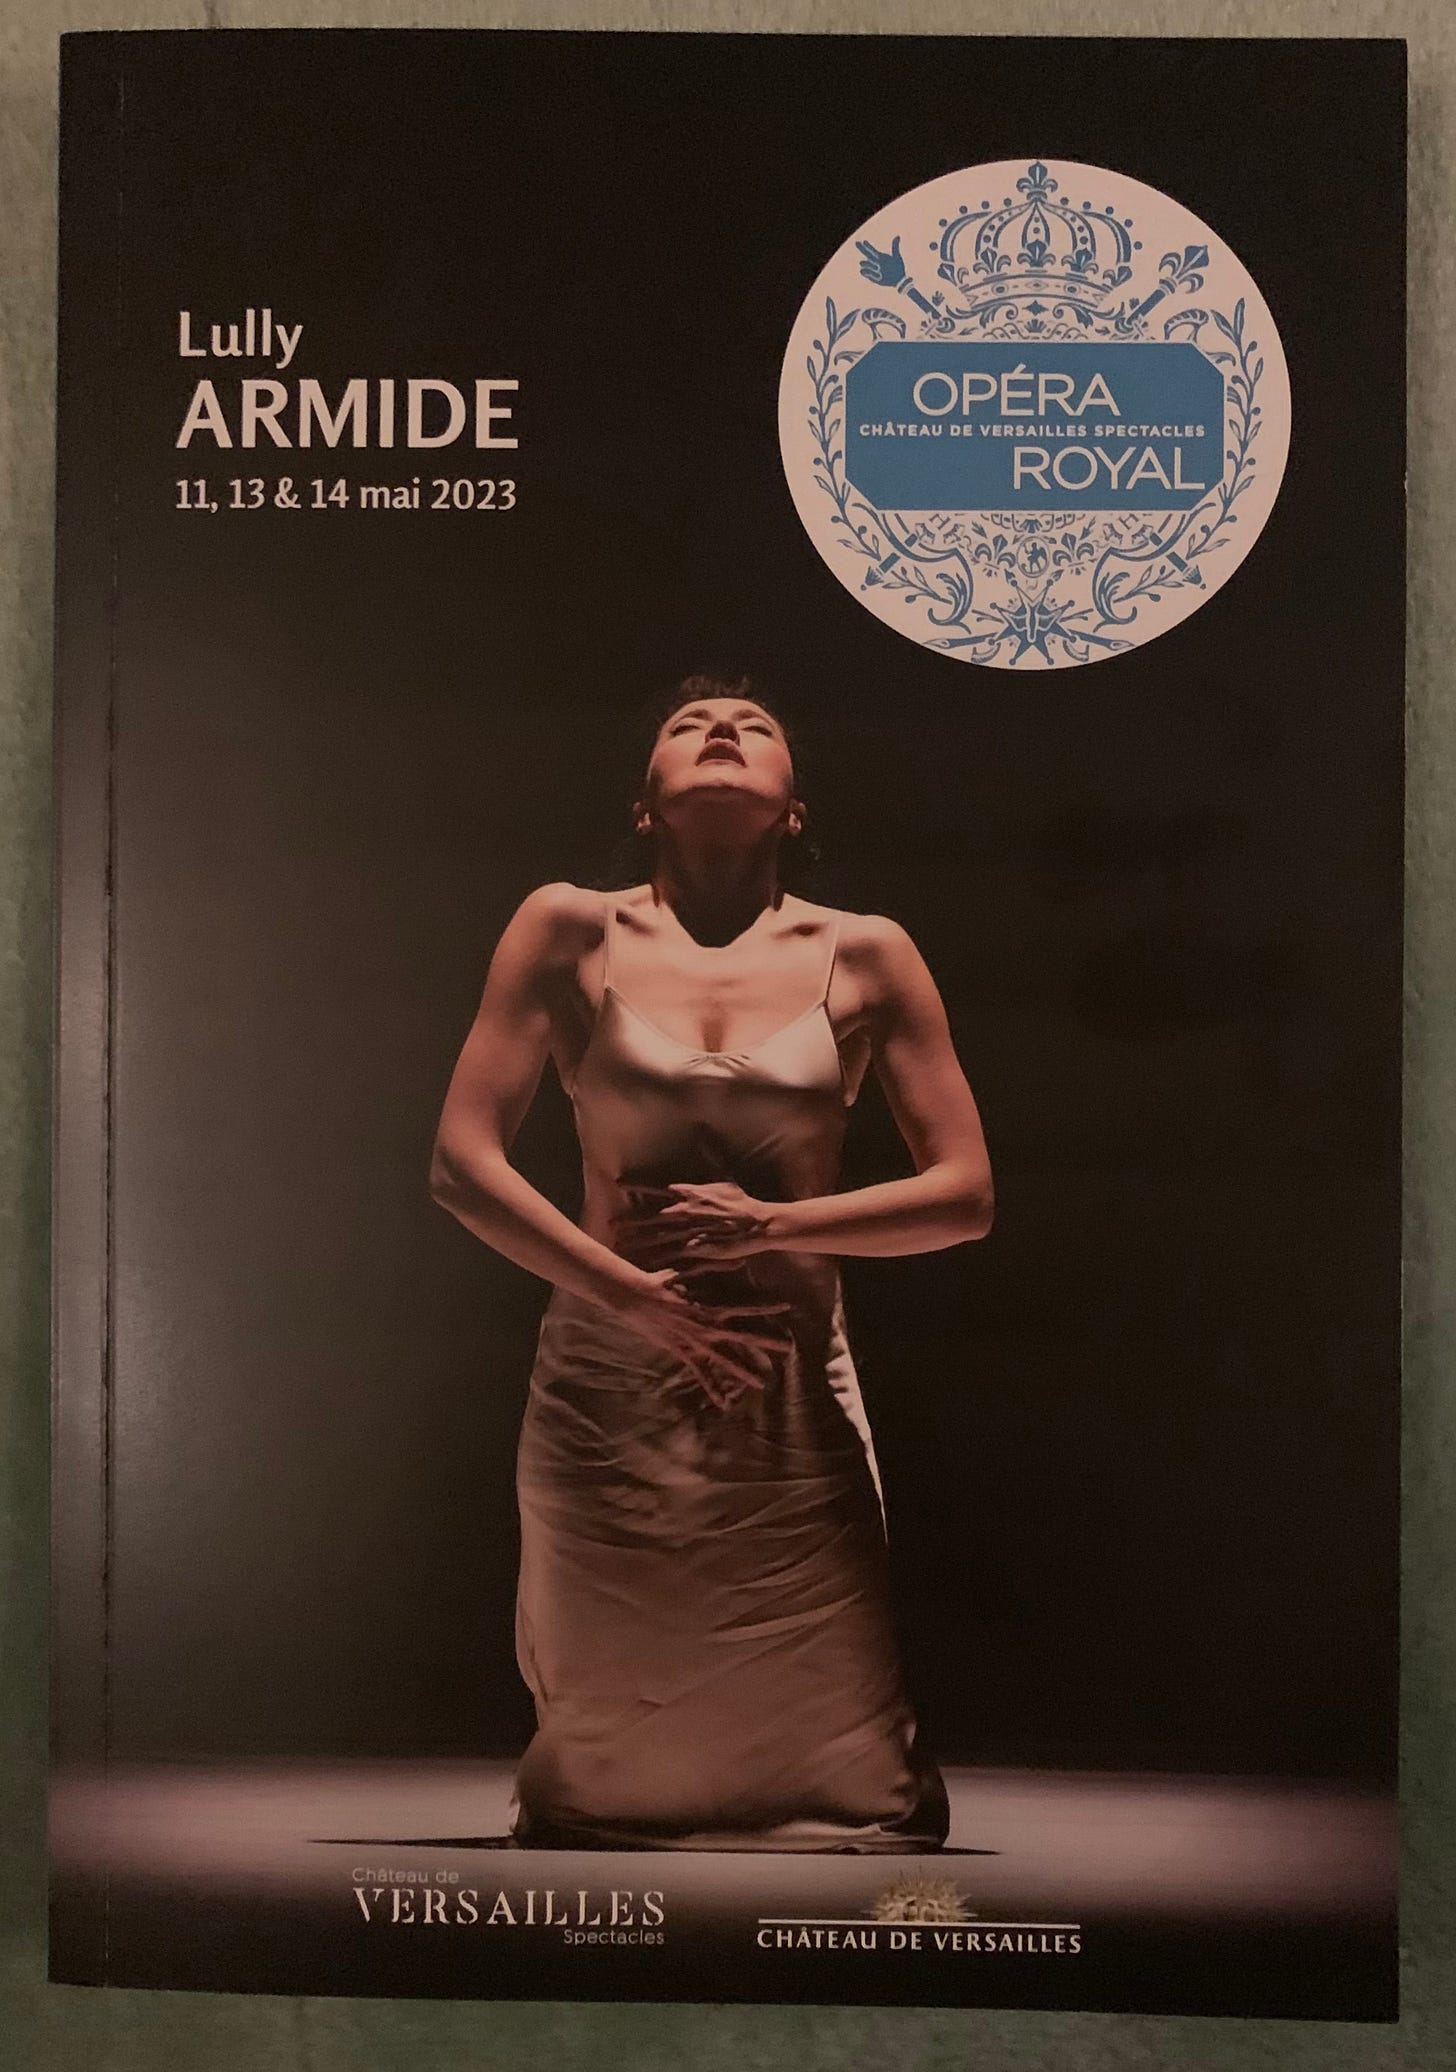 Lully
ARMIDE
11, 13 & 14 mai 2023
OPÉRA
CHÂTEAU DE VERSAILLES SPECTACLES
ROYAL
Château de
VERSAILLES
Spectacles
CHÂTEAU DE VERSAILLES